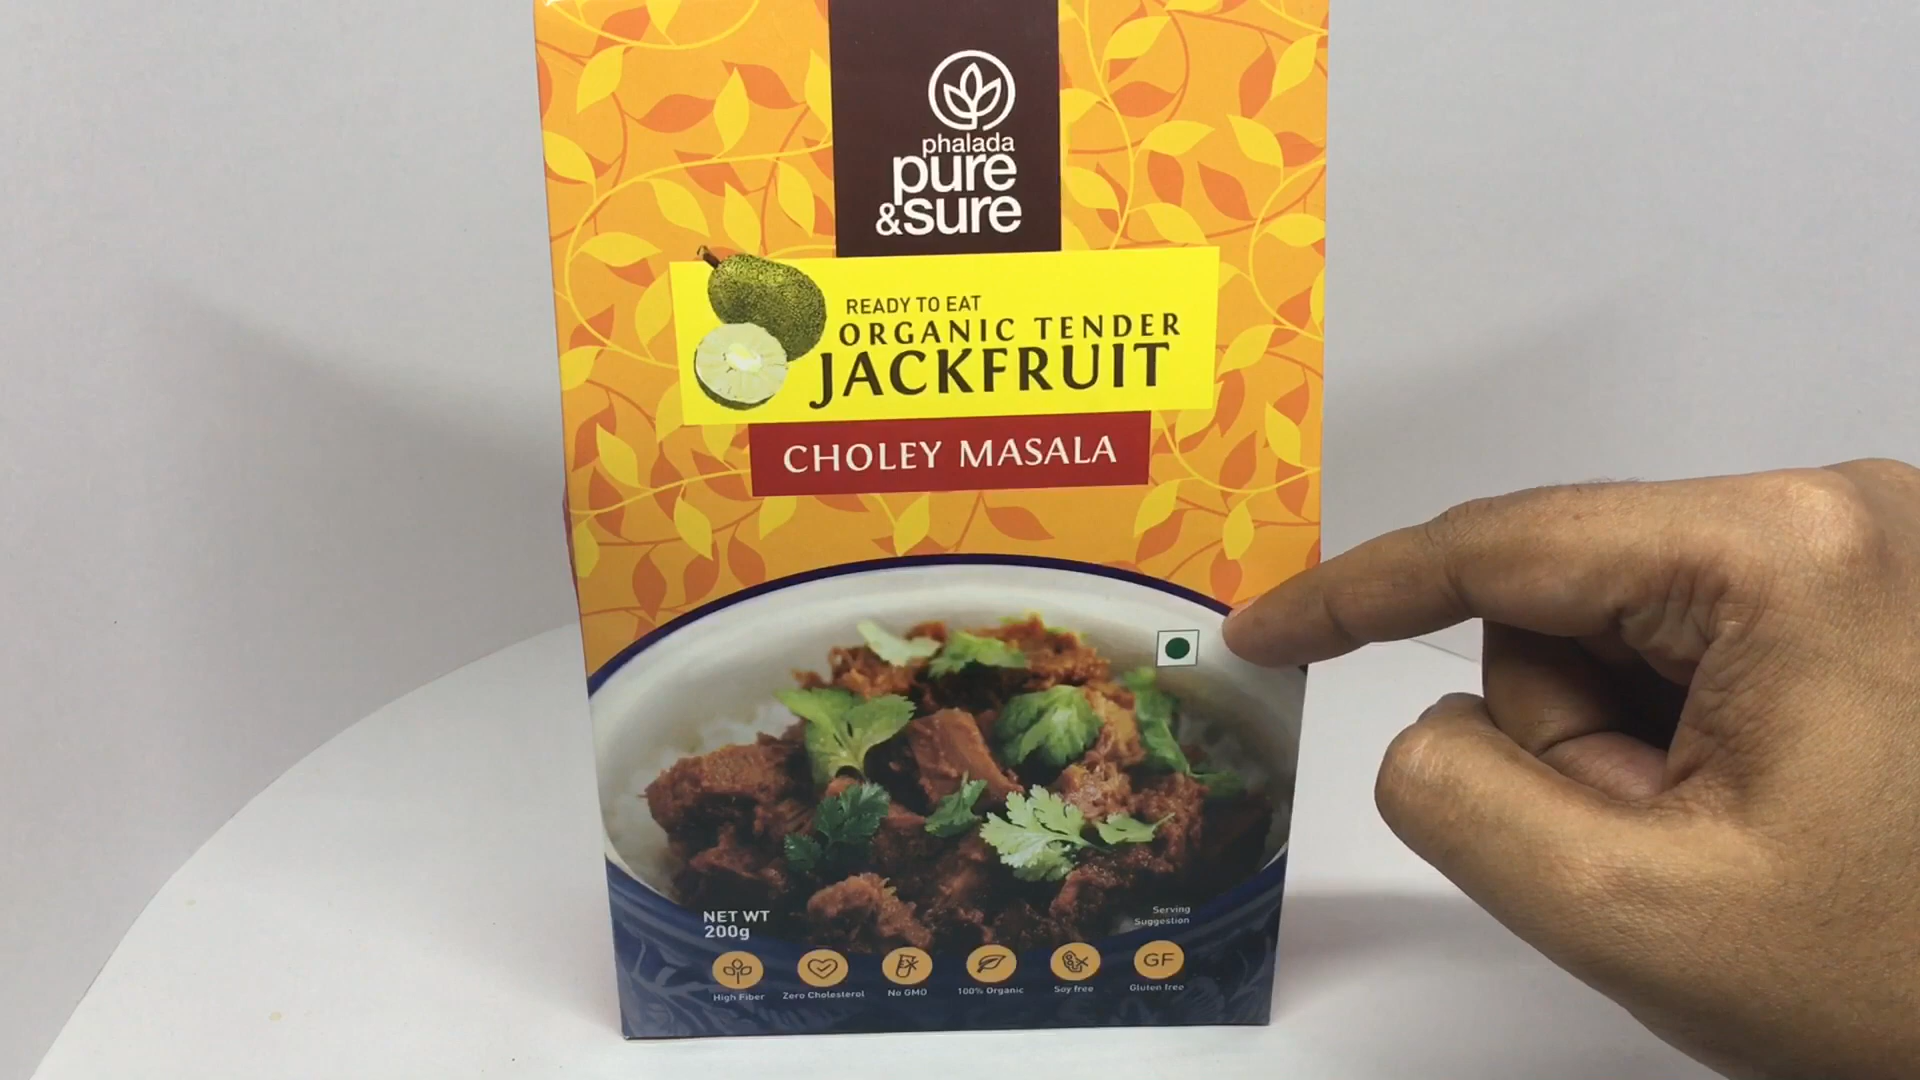 phalada
pure
&sure
READY TO EAT
ORGANIC TENDER
JACKFRUIT
CHOLEY MASALA
NET WT
200g
Serving
Suggestion
High Fiber
Zero Cholesterol
No GMO
100% Organic
Soy free
GF
Gluten free